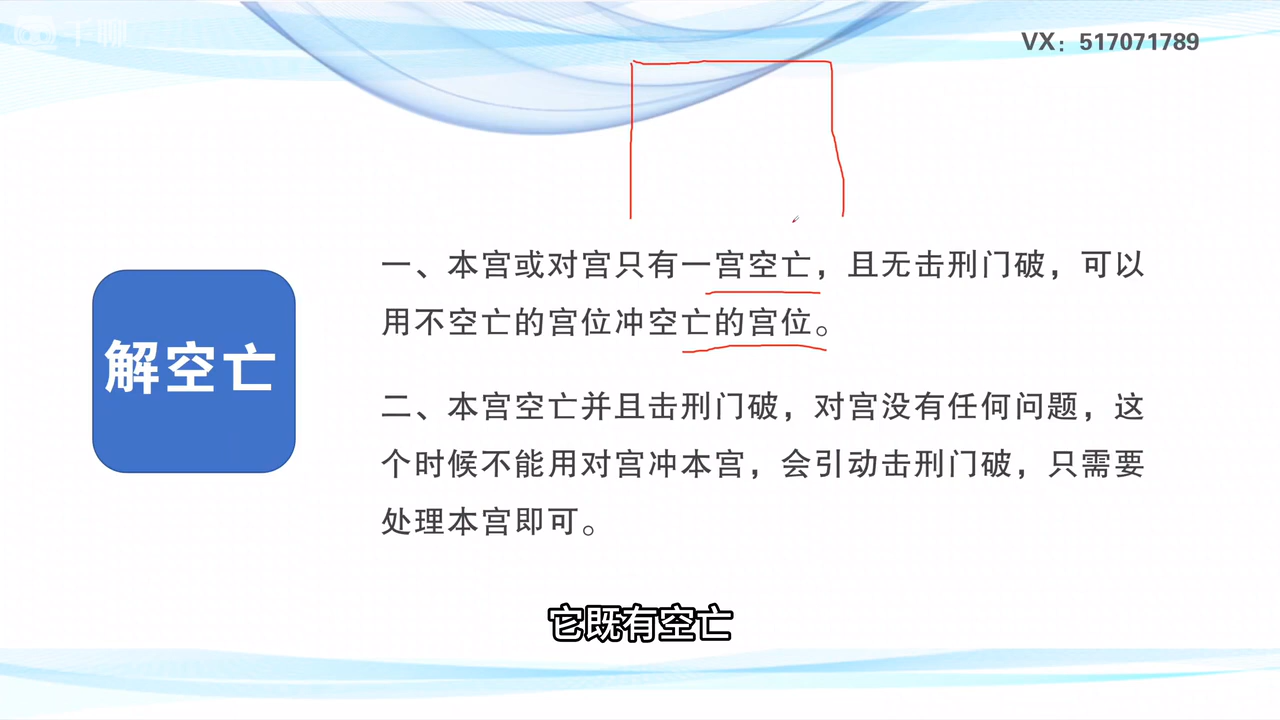 千聊
VX：517071789
解空亡
一、本宫或对宫只有一宫空亡，且无击刑门破，可以
用不空亡的宫位冲空亡的宫位。
二、本宫空亡并且击刑门破，对宫没有任何问题，这
个时候不能用对宫冲本宫，会引动击刑门破，只需要
处理本宫即可。
它既有空亡